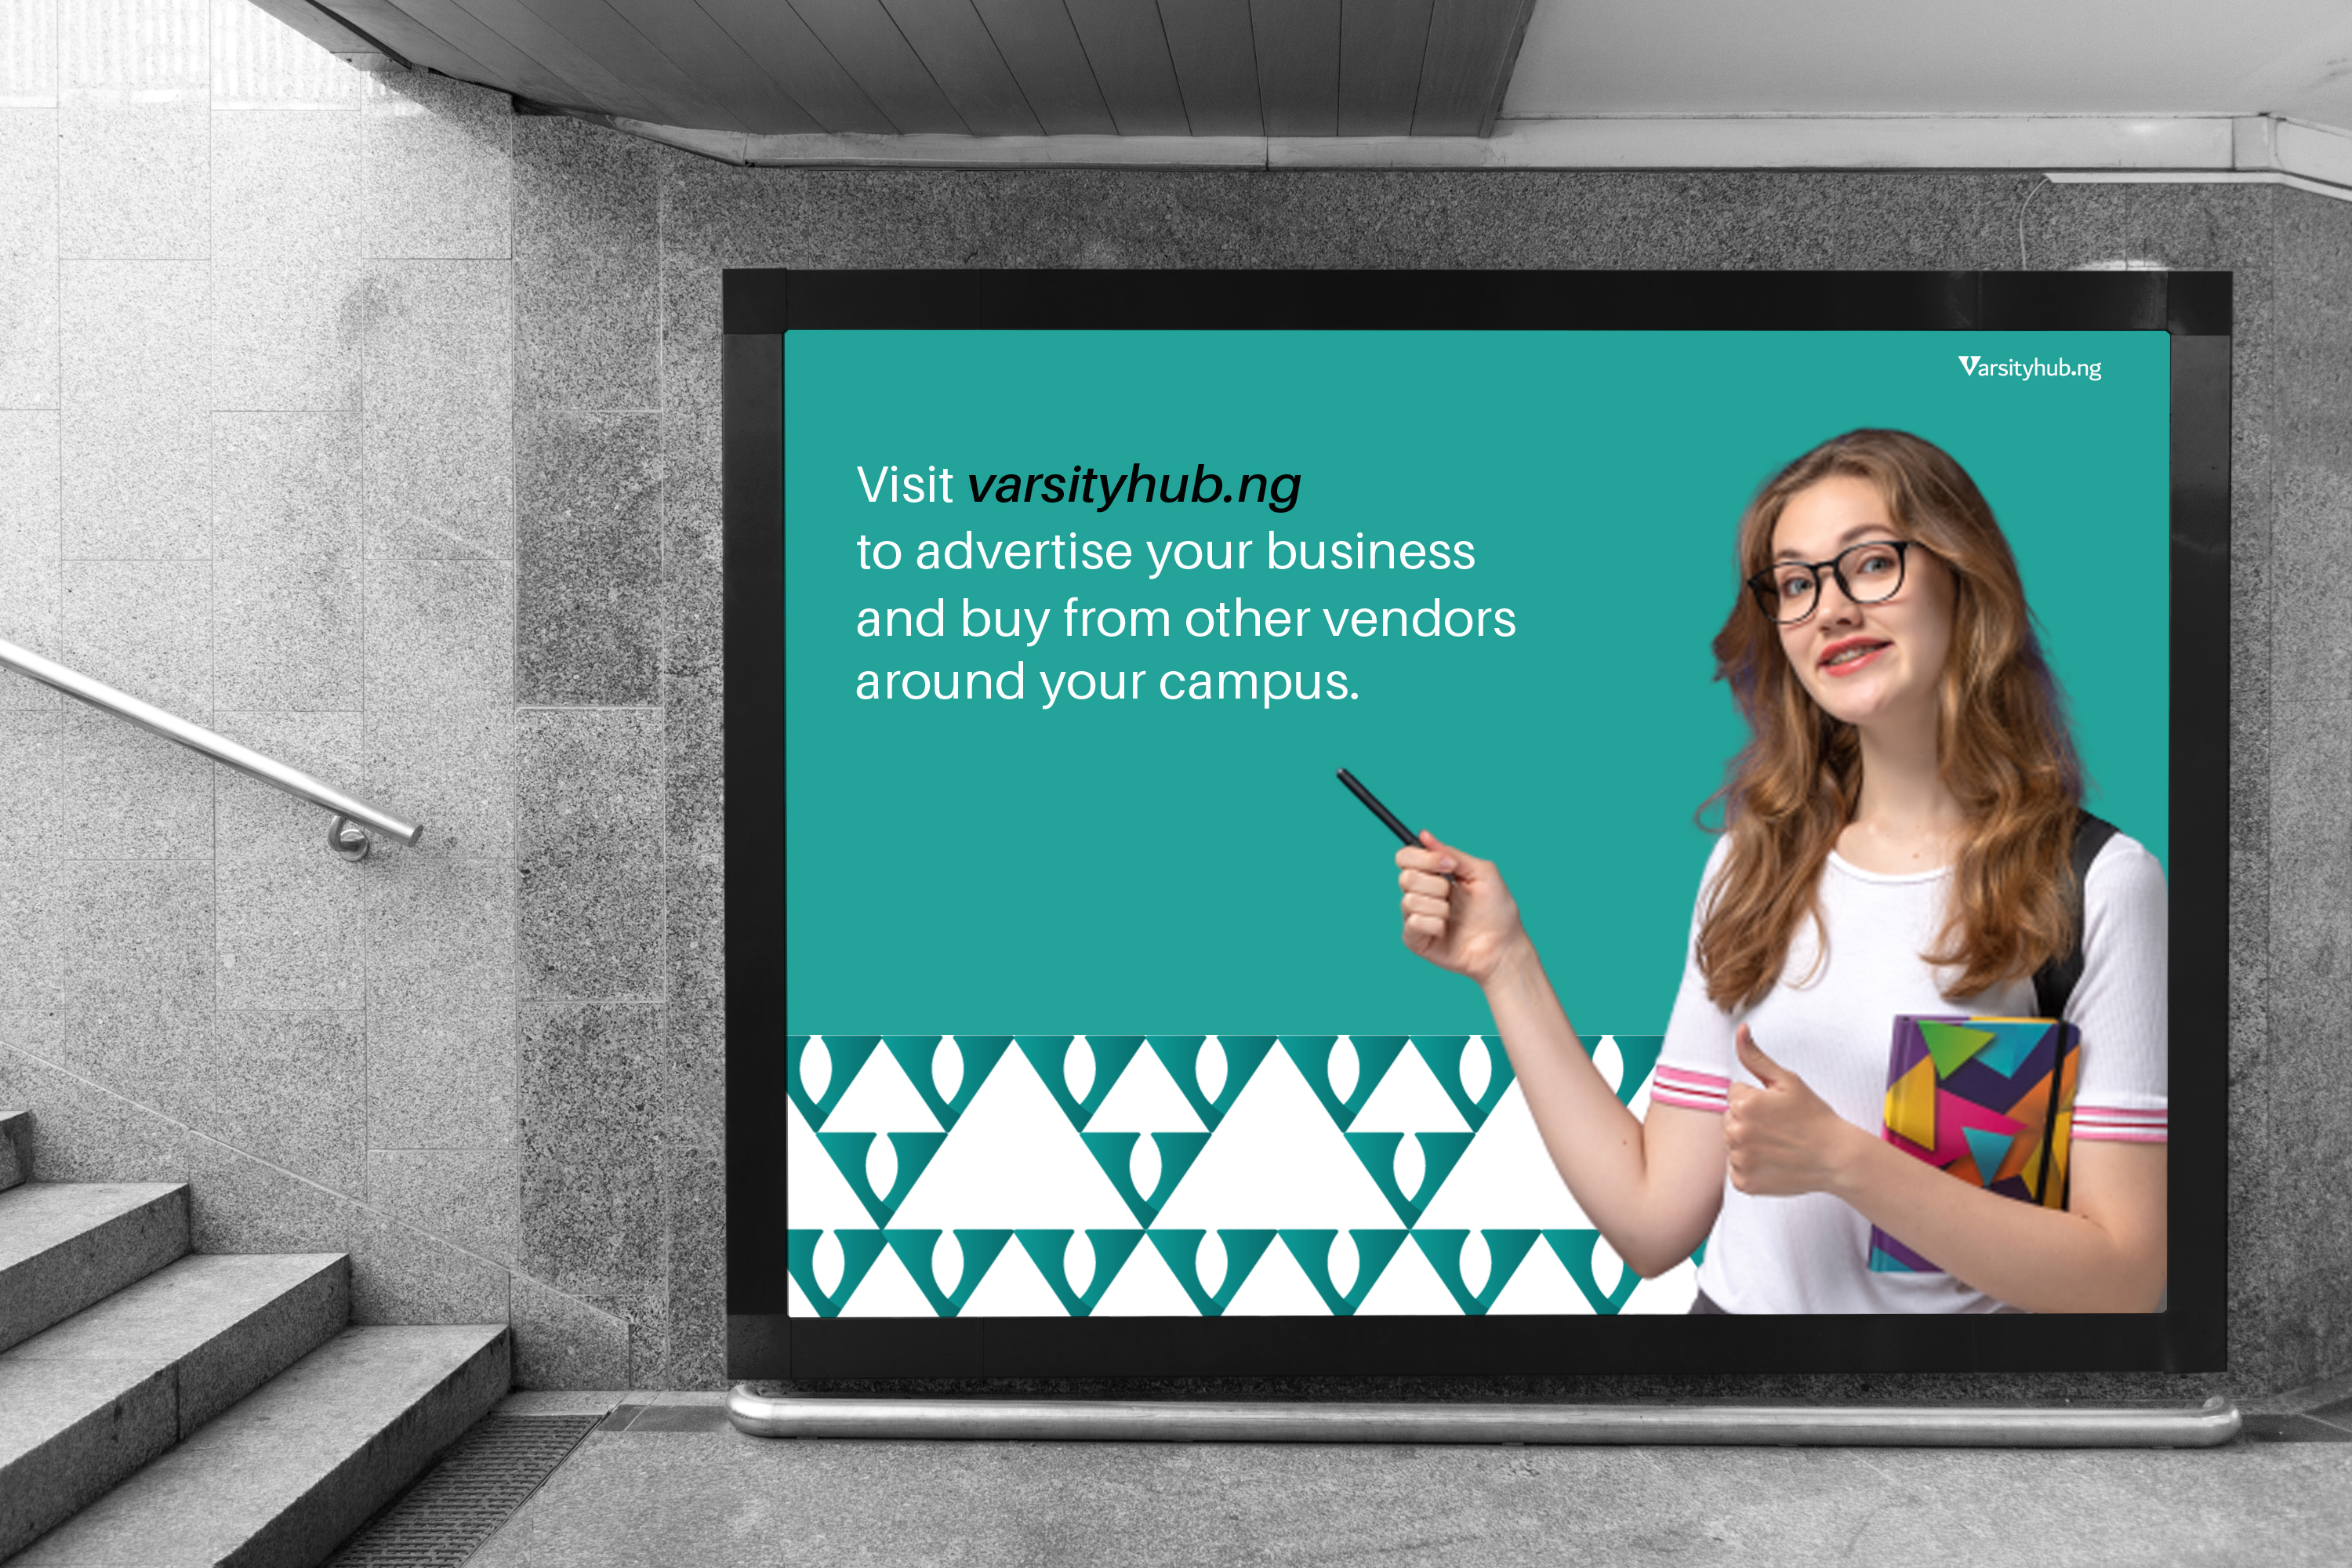 Varsityhub.ng
Visit varsityhub.ng
to advertise your business
and buy from other vendors
around your campus.